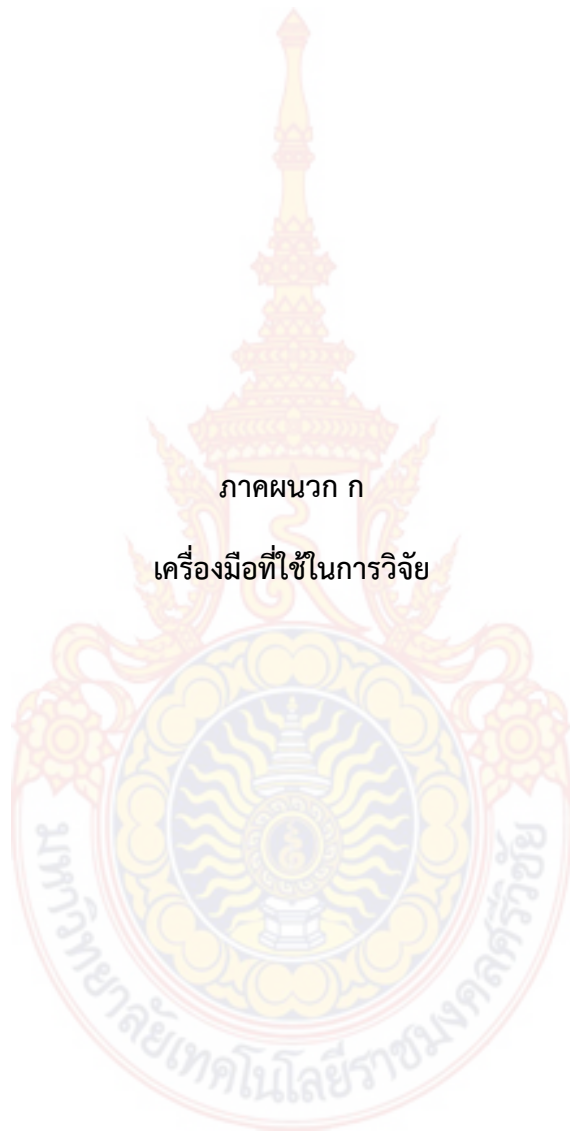 ภาคผนวก ก
เครื่องมือที่ใช้ในการวิจัย
มหาวิทยาลัยเทคโนโลยีราชมงคลศรีวิชัย